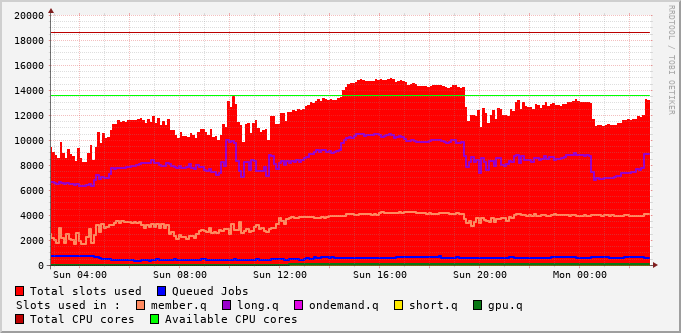 20000
18000
16000
14000
12000
10000
8000
6000
4000
2000
0
Sun 04:00 Sun 08:00 Sun 12:00 Sun 16:00 Sun 20:00 Mon 00:00
RRDTOOL / TOBI OETIKER
Total slots used Queued Jobs
Slots used in : member.q long.q ondemand.q short.q gpu.q
Total CPU cores Available CPU cores